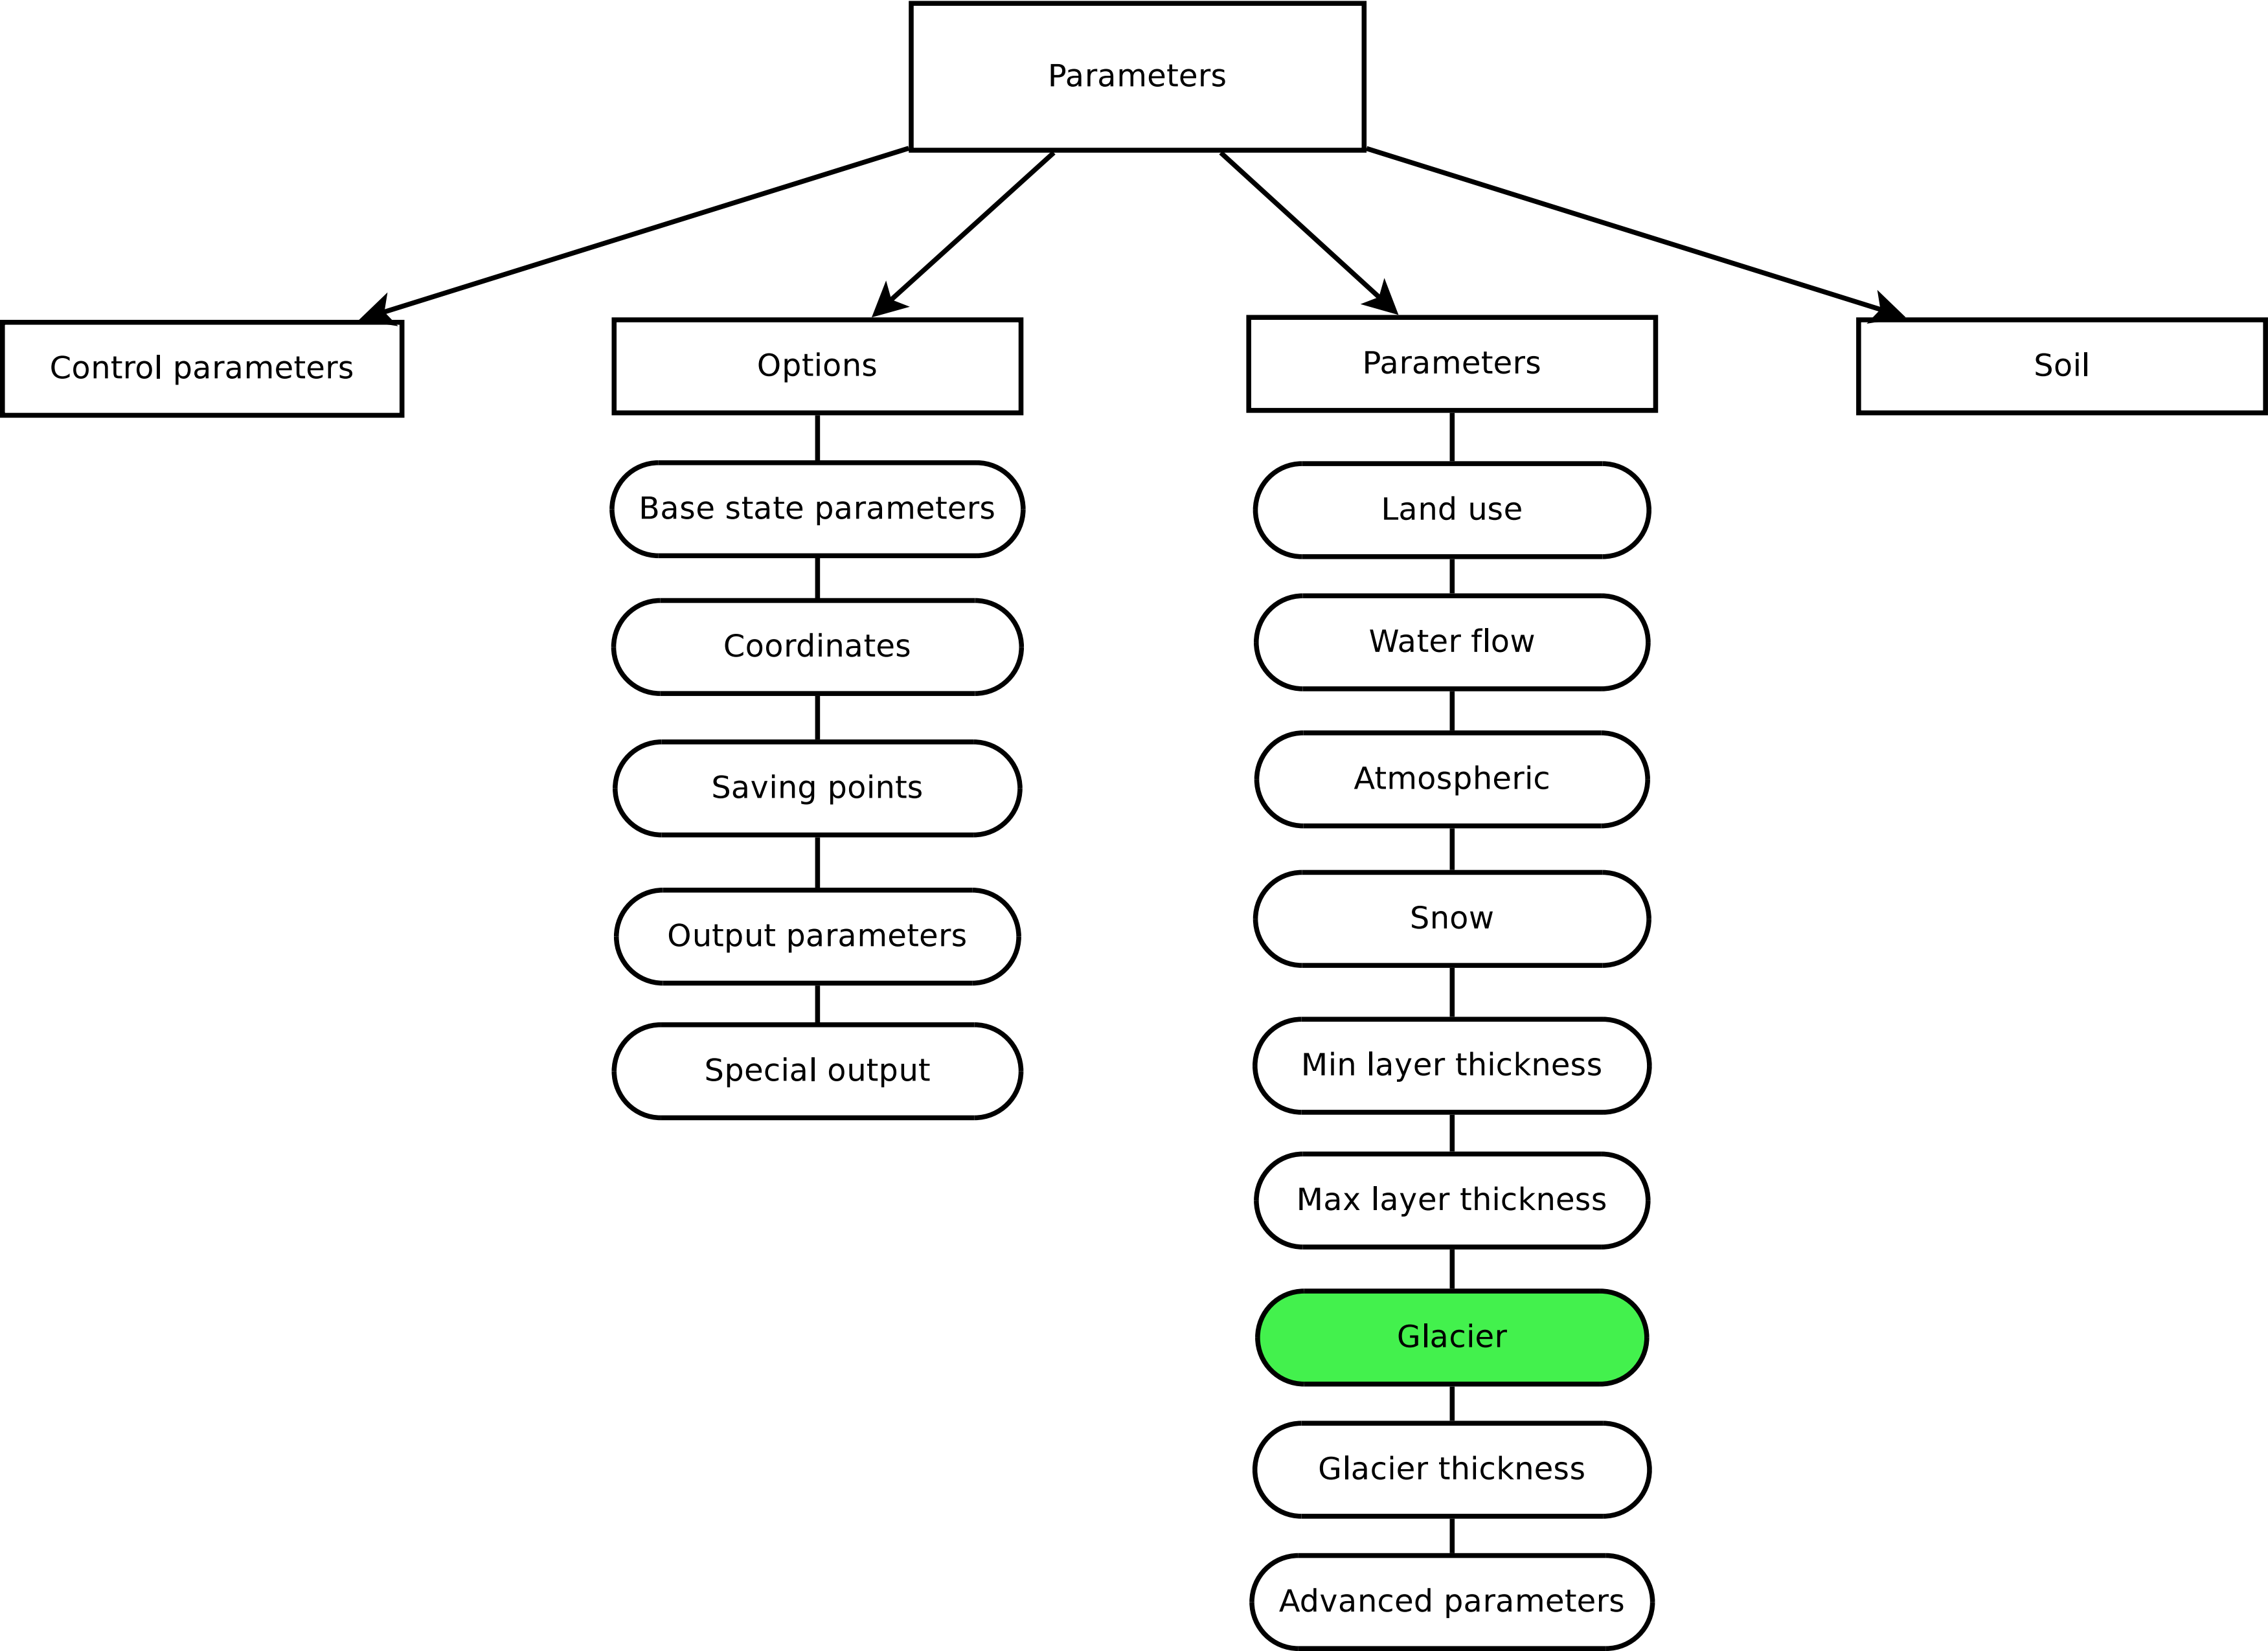 Parameters
Control parameters
Options
Parameters
Soil
Base state parameters
Coordinates
Saving points
Output parameters
Special output
Land use
Water flow
Atmospheric
Snow
Min layer thickness
Max layer thickness
Glacier
Glacier thickness
Advanced parameters